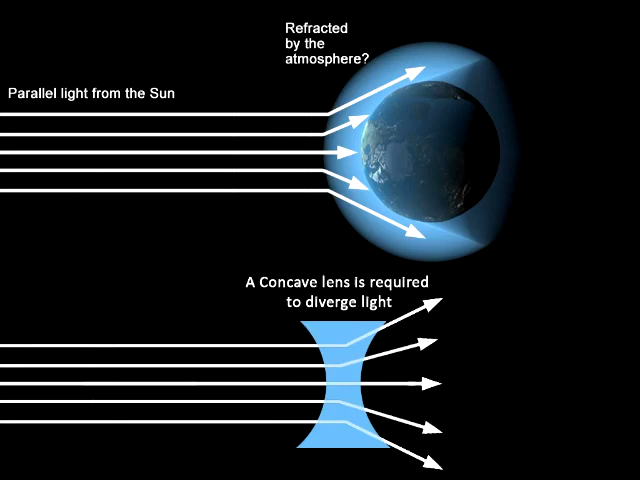 Refracted
by the
atmosphere?
Parallel light from the Sun
A Concave lens is required
to diverge light